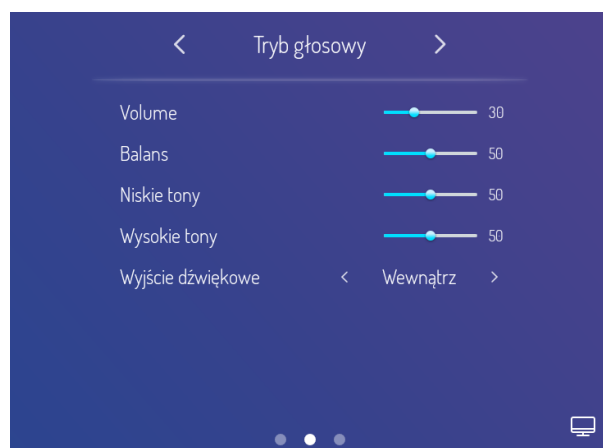 Tryb głosowy
Volume 30
Balans 50
Niskie tony 50
Wysokie tony 50
Wyjście dźwiękowe Wewnątrz